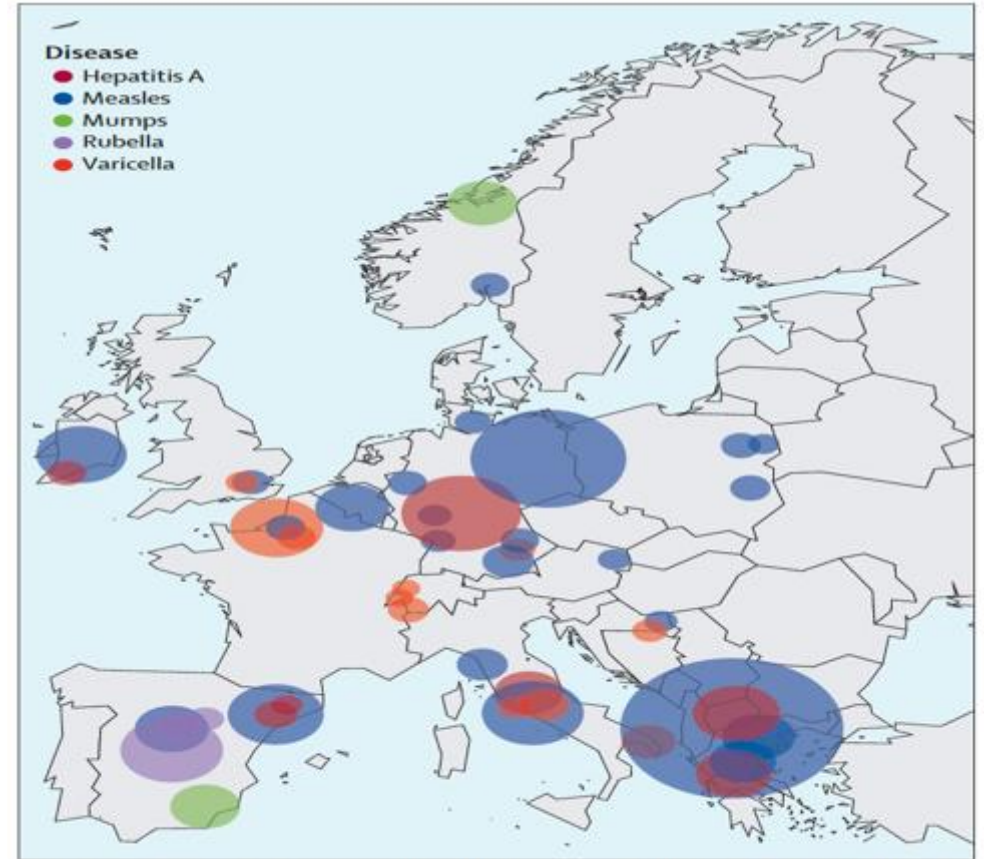 Disease
Hepatitis A
Measles
Mumps
Rubella
Varicella